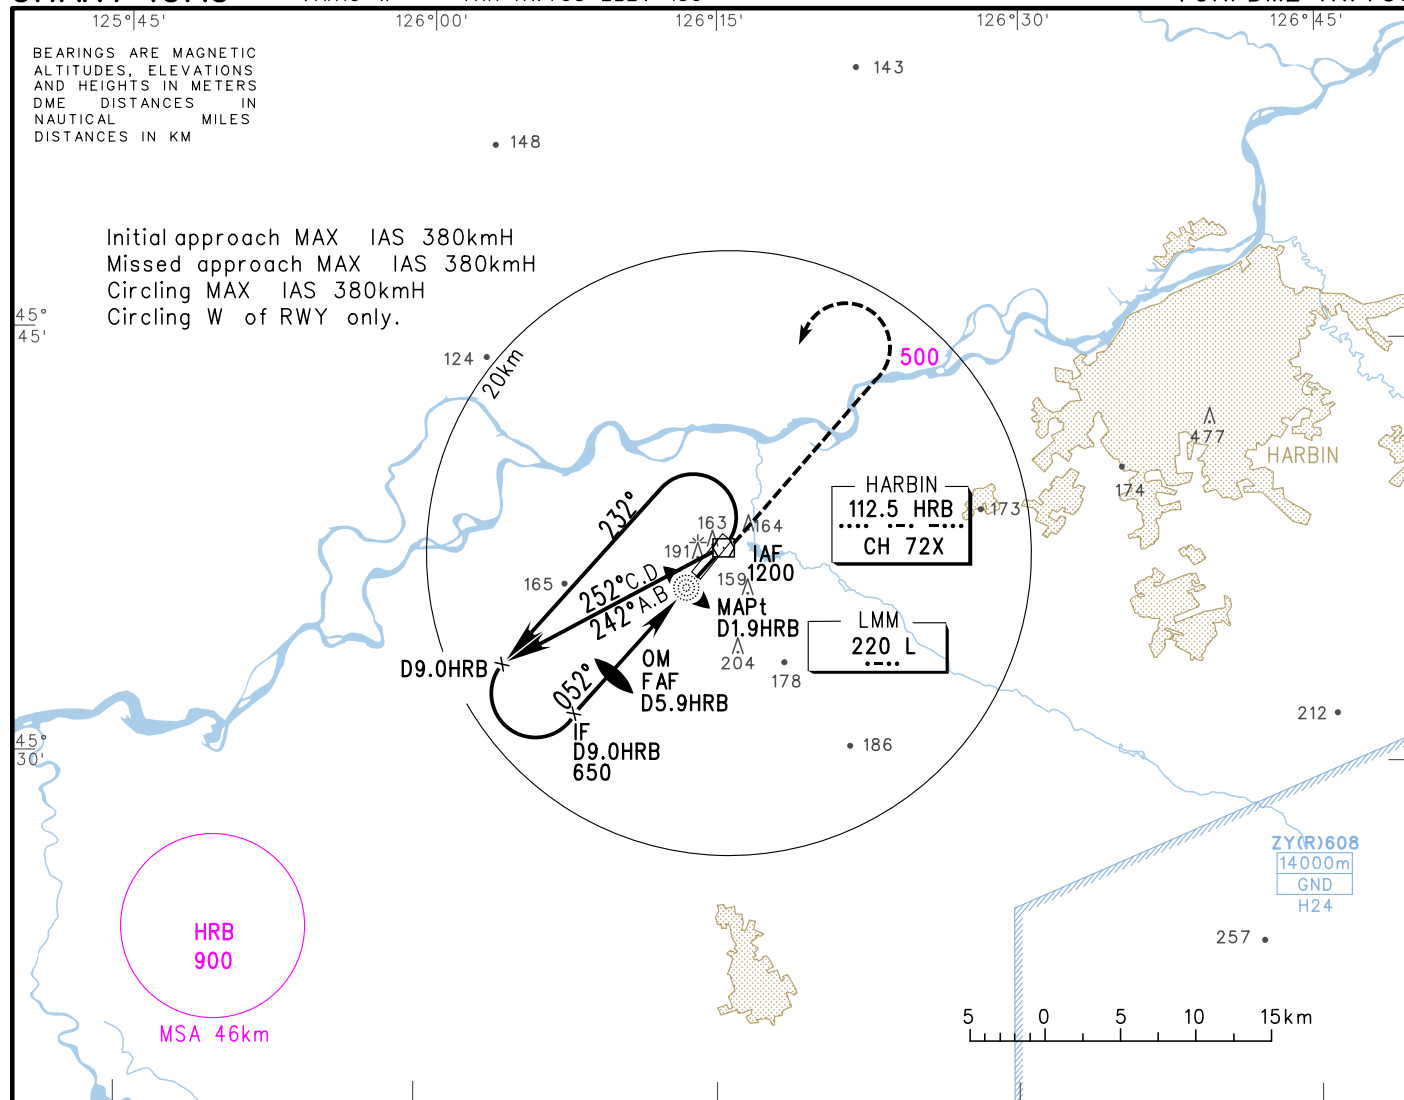 125°45'
126°00'
126°15'
126°30'
126°45'
BEARINGS ARE MAGNETIC
ALTITUDES, ELEVATIONS
AND HEIGHTS IN METERS
DME DISTANCES IN
NAUTICAL MILES
DISTANCES IN KM
143
148
Initial approach MAX IAS 380kmH
Missed approach MAX IAS 380kmH
Circling MAX IAS 380kmH
Circling W of RWY only.
45°
45'
124
20km
500
477
HARBIN
174
HARBIN
112.5 HRB
CH 72X
173
232°
163
164
191
IAF
1200
165
159
252° C.D
242° A.B
MAPt
D1.9HRB
LMM
220 L
204
178
D9.0HRB
OM
FAF
D5.9HRB
052°
IF
D9.0HRB
650
186
212
45°
30'
ZY(R)608
14000m
GND
H24
HRB
900
MSA 46km
257
5 0 5 10 15km